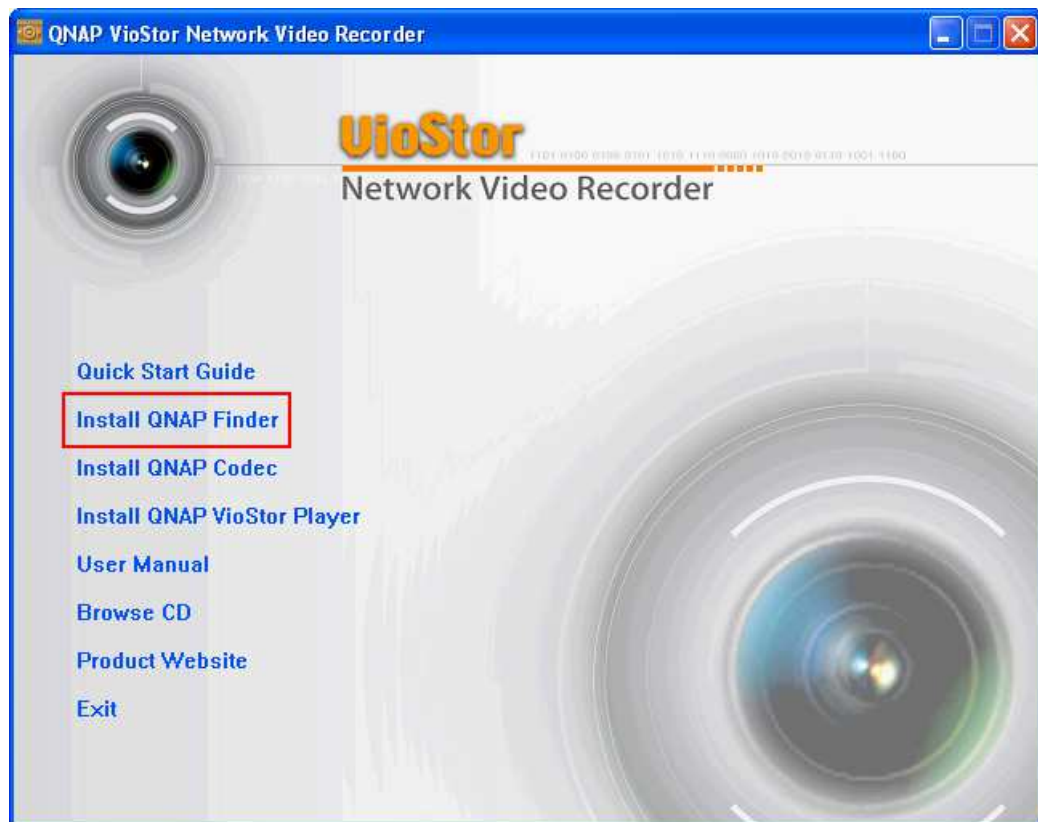 QNAP VioStor Network Video Recorder
VioStor
Network Video Recorder
Quick Start Guide
Install QNAP Finder
Install QNAP Codec
Install QNAP VioStor Player
User Manual
Browse CD
Product Website
Exit